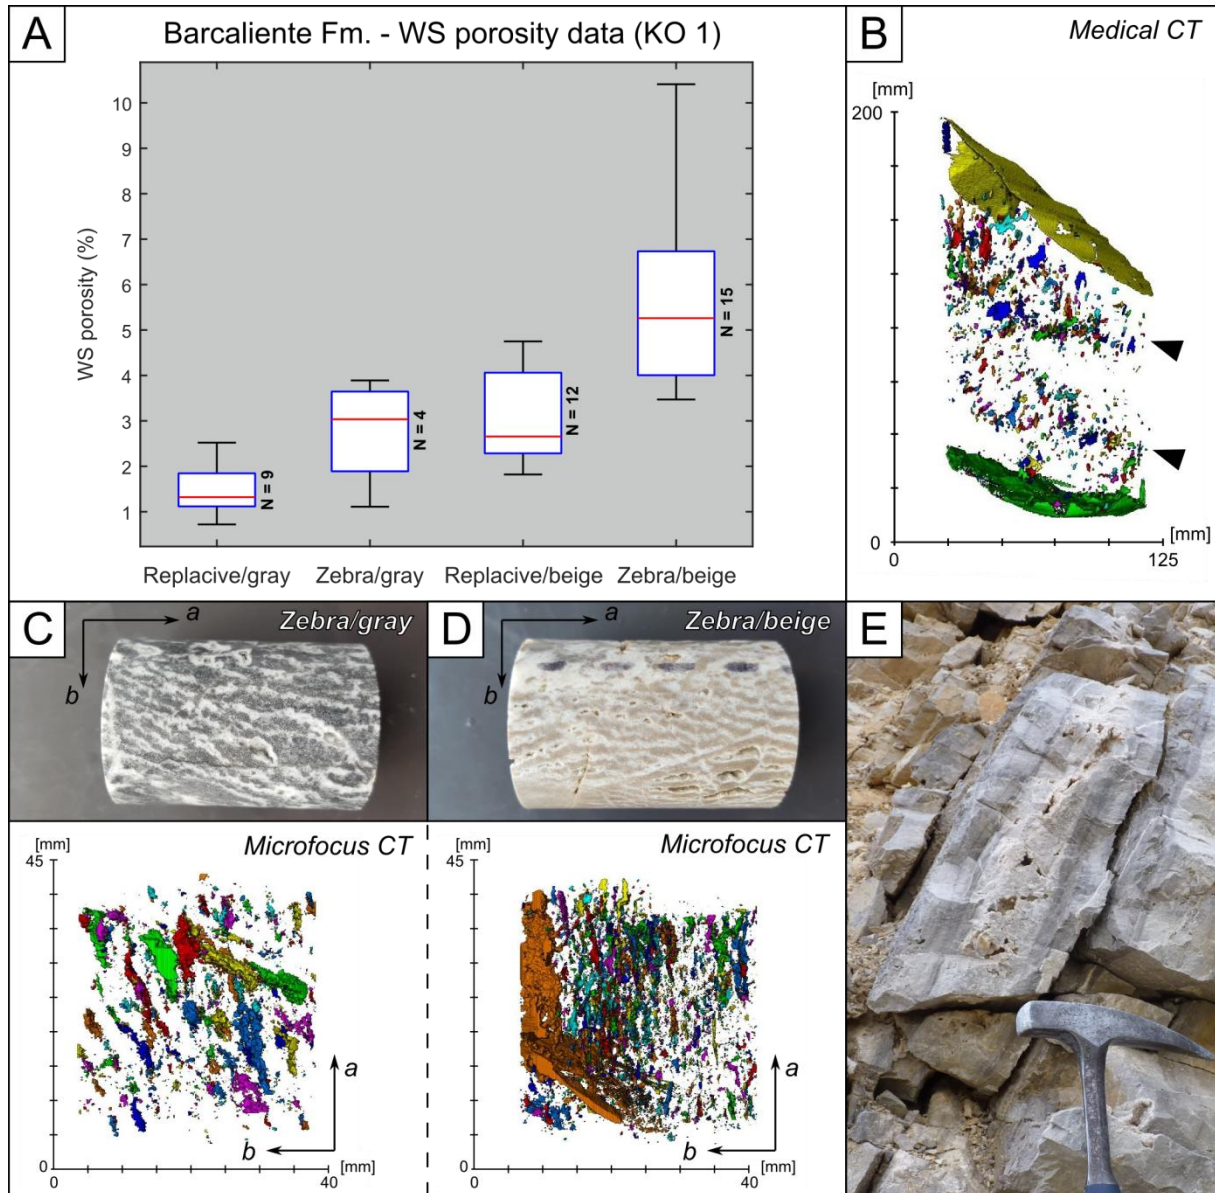 A
Barcaliente Fm. - WS porosity data (KO 1)
10
9
8
7
6
5
4
3
2
1
WS porosity (%)
N = 9
N = 4
N = 12
N = 15
Replacive/gray
Zebra/gray
Replacive/beige
Zebra/beige
B
Medical CT
[mm]
200
0
[mm]
0
125
C
a
b
Zebra/gray
[mm]
45
Microfocus CT
a
b
0
[mm]
0
40
D
a
b
Zebra/beige
[mm]
45
Microfocus CT
a
b
0
[mm]
0
40
E